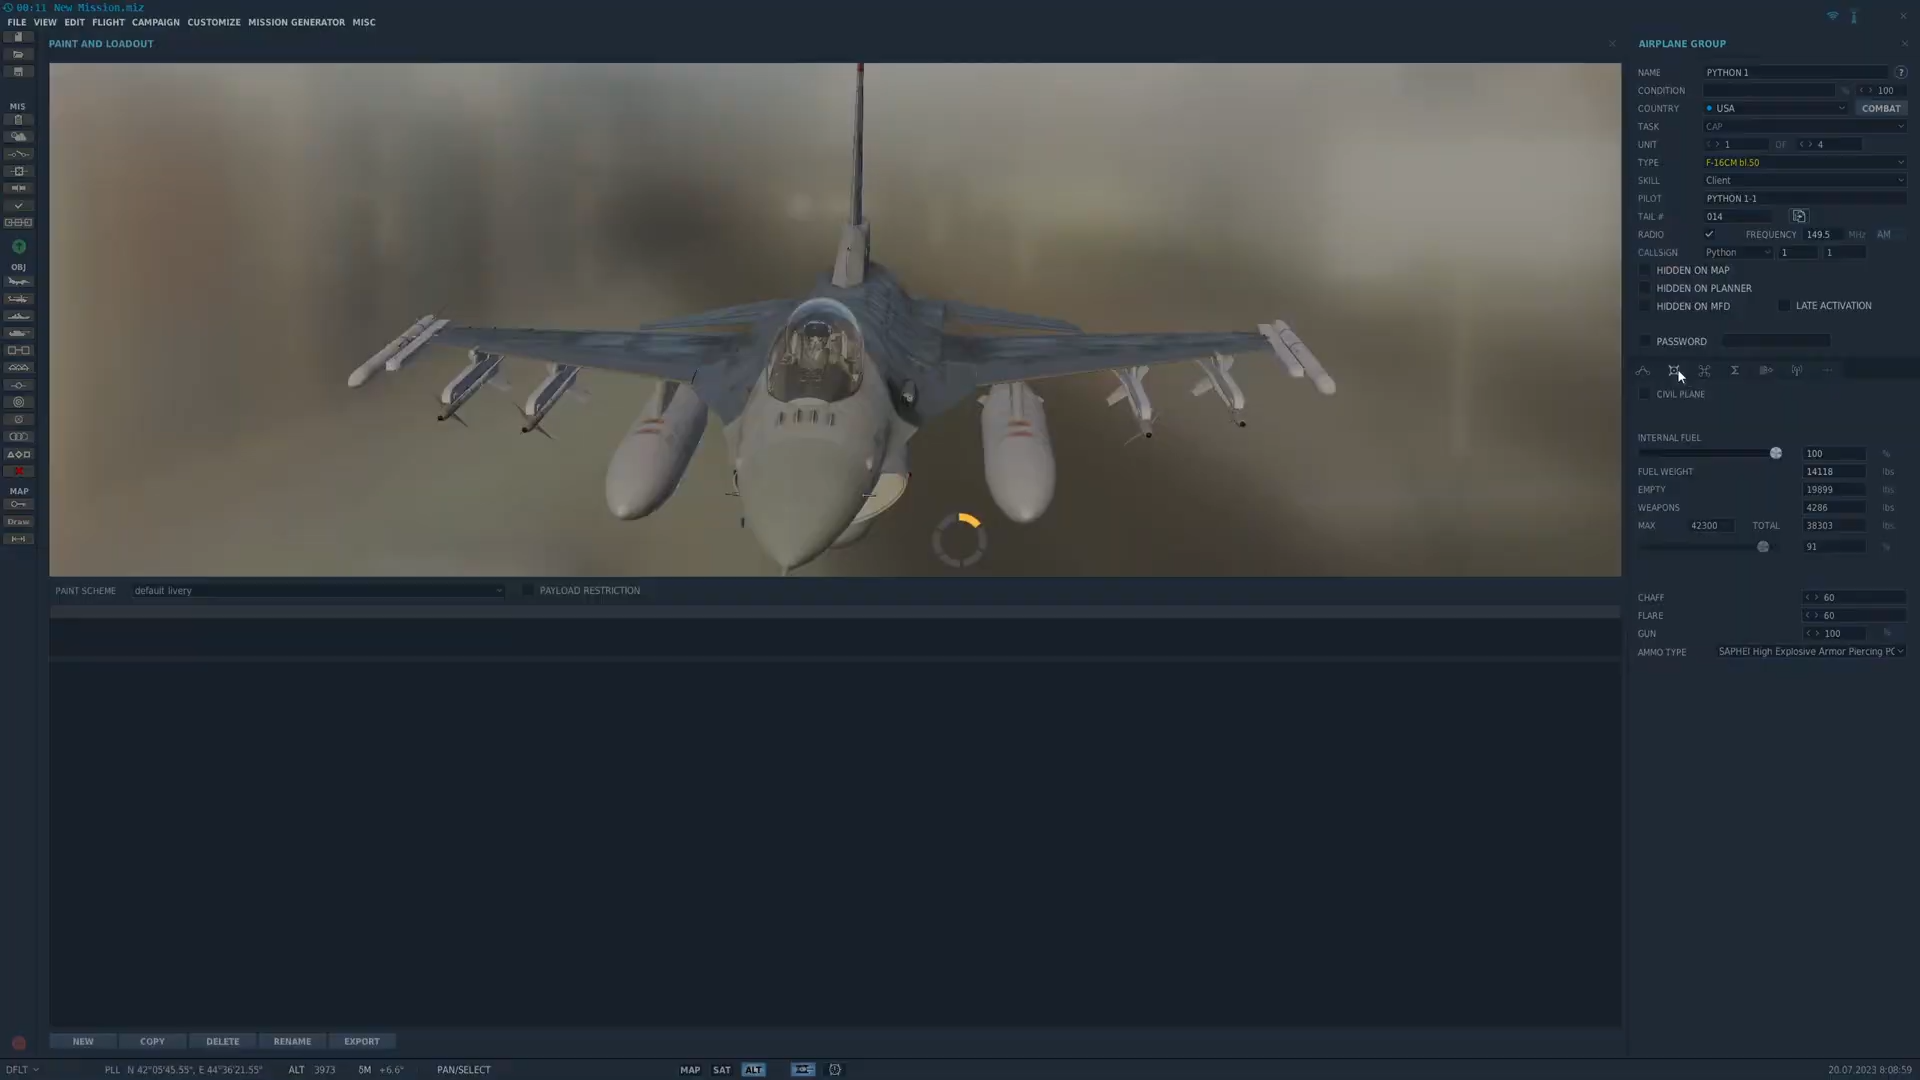 00:11 New Mission.miz
FILE VIEW EDIT FLIGHT CAMPAIGN CUSTOMIZE MISSION GENERATOR MISC
PAINT AND LOADOUT
AIRPLANE GROUP
NAME PYTHON 1 ?
CONDITION % < > 100
COUNTRY USA COMBAT
TASK CAP
UNIT < > 1 OF < > 4
TYPE F-16CM bl.50
SKILL Client
PILOT PYTHON 1-1
TAIL # 014
RADIO FREQUENCY 149.5 MHz AM
CALLSIGN Python 1 1
HIDDEN ON MAP
HIDDEN ON PLANNER
HIDDEN ON MFD LATE ACTIVATION
PASSWORD
CIVIL PLANE
INTERNAL FUEL
100 %
FUEL WEIGHT 14118 lbs
EMPTY 19899 lbs
WEAPONS 4286 lbs
MAX 42300 TOTAL 38303 lbs
91 %
CHAFF < > 60
FLARE < > 60
GUN < > 100 %
AMMO TYPE SAPHEI High Explosive Armor Piercing PG
MIS
OBJ
MAP
Draw
PAINT SCHEME default livery PAYLOAD RESTRICTION
NEW COPY DELETE RENAME EXPORT
DFLT PLL N 42°05'45.55", E 44°36'21.55" ALT 3973 δM +6.6° PAN/SELECT MAP SAT ALT 20.07.2023 8:08:59